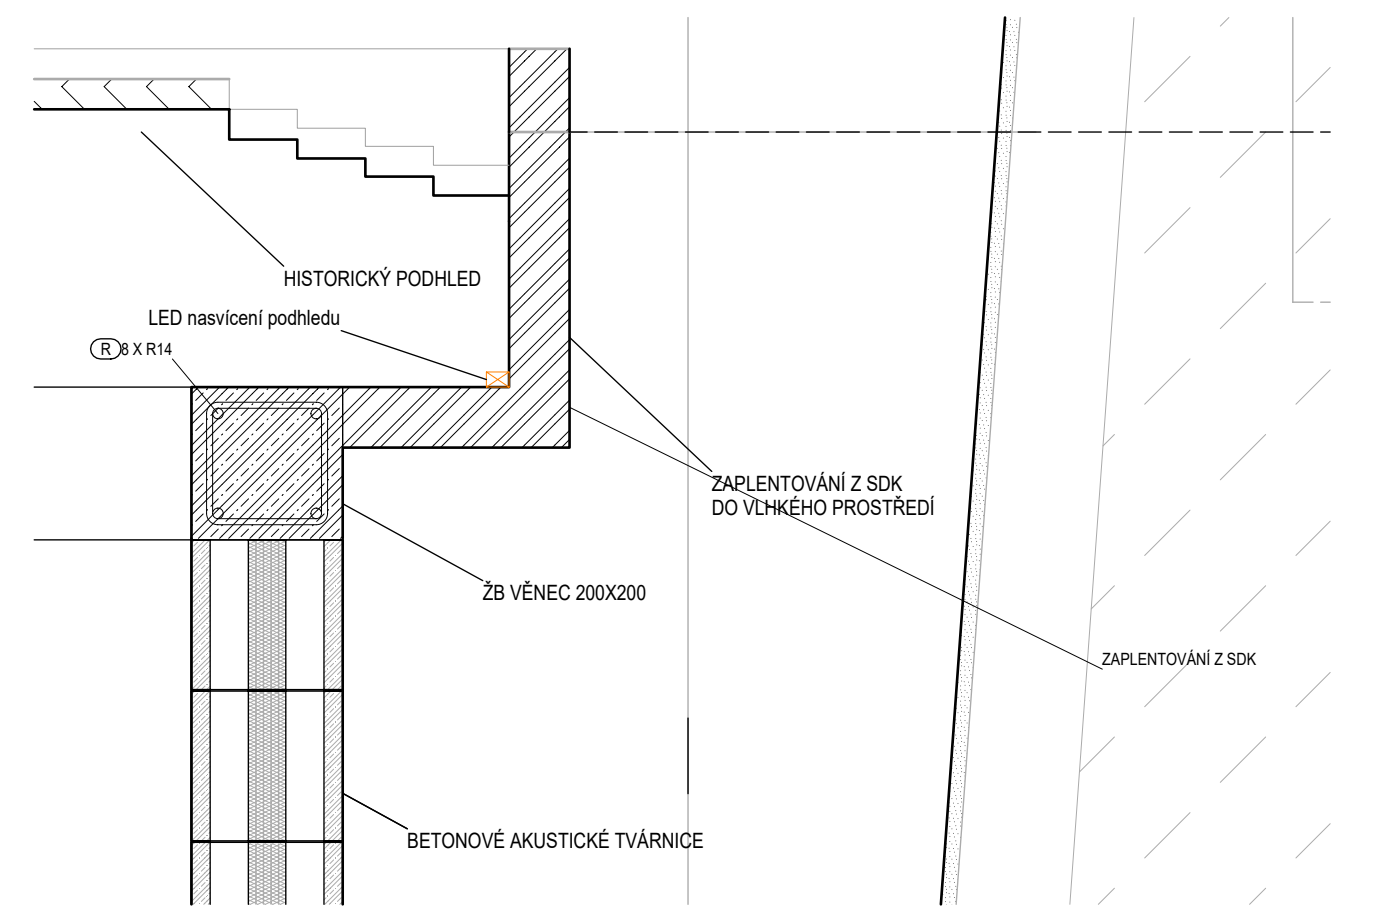 HISTORICKÝ PODHLED
LED nasvícení podhledu
R 8 X R14
ZAPLENTOVÁNÍ Z SDK
DO VLHKÉHO PROSTŘEDÍ
ŽB VĚNEC 200X200
ZAPLENTOVÁNÍ Z SDK
BETONOVÉ AKUSTICKÉ TVÁRNICE